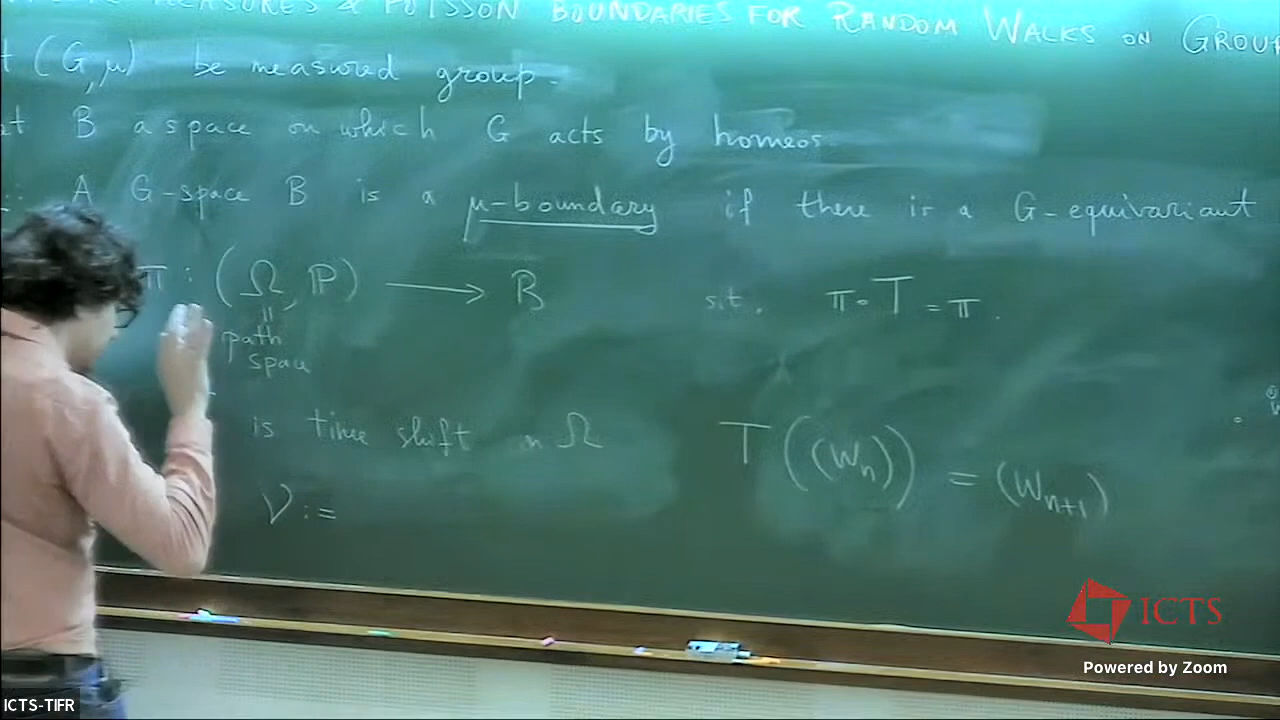 MEASURES & POISSON BOUNDARIES FOR RANDOM WALKS ON GROUP
t (G, μ) be measured group.
et B a space on which G acts by homeos.
: A G-space B is a μ-boundary if there is a G-equivariant
π : (Ω, ℙ) ⟶ B s.t. π∘T = π.
=
path
space
is time shift on Ω T((Wn)) = (Wn+1)
ν :=
ICTS
Powered by Zoom
ICTS-TIFR